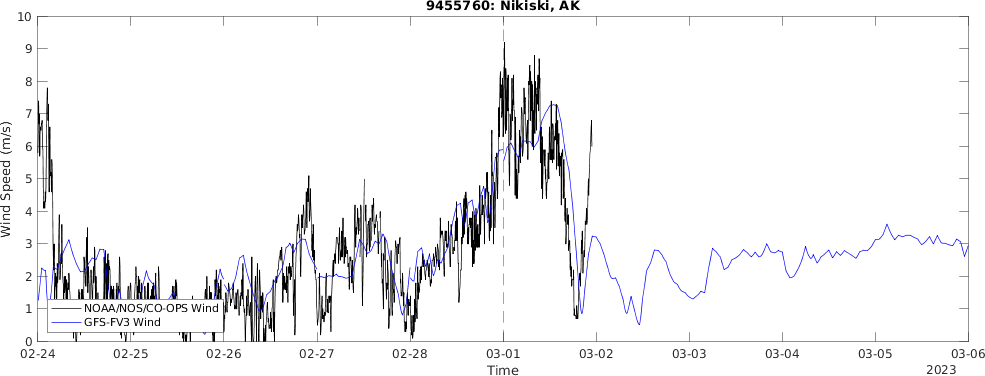 9455760: Nikiski, AK
10
9
8
7
6
5
4
3
2
1
0
Wind Speed (m/s)
NOAA/NOS/CO-OPS Wind
GFS-FV3 Wind
02-24 02-25 02-26 02-27 02-28 03-01 03-02 03-03 03-04 03-05 03-06
Time
2023